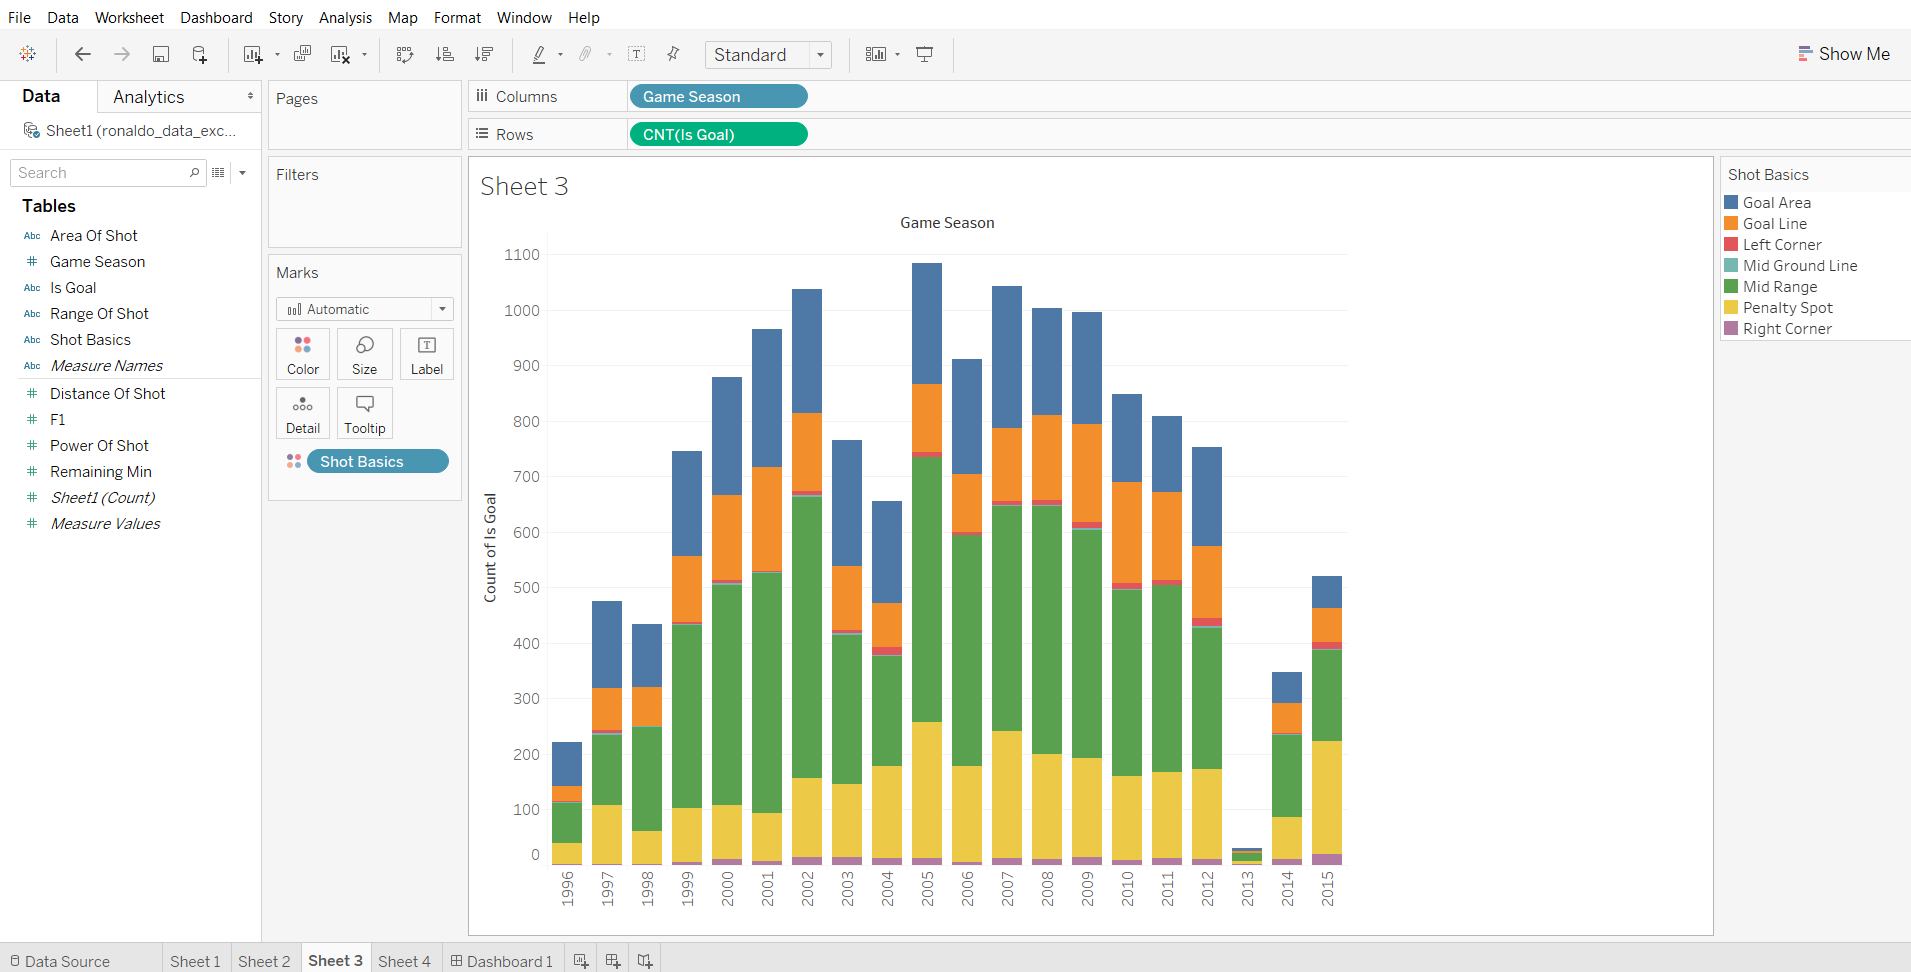 File Data Worksheet Dashboard Story Analysis Map Format Window Help
Standard
Show Me
Data
Analytics
Sheet1 (ronaldo_data_exc...
Search
Tables
Abc Area Of Shot
# Game Season
Abc Is Goal
Abc Range Of Shot
Abc Shot Basics
Abc Measure Names
# Distance Of Shot
# F1
# Power Of Shot
# Remaining Min
# Sheet1 (Count)
# Measure Values
Pages
Filters
Marks
Automatic
Color Size Label
Detail Tooltip
Shot Basics
Columns Game Season
Rows CNT(Is Goal)
Sheet 3
Game Season
Count of Is Goal
1100
1000
900
800
700
600
500
400
300
200
100
0
1996 1997 1998 1999 2000 2001 2002 2003 2004 2005 2006 2007 2008 2009 2010 2011 2012 2013 2014 2015
Shot Basics
Goal Area
Goal Line
Left Corner
Mid Ground Line
Mid Range
Penalty Spot
Right Corner
Data Source Sheet 1 Sheet 2 Sheet 3 Sheet 4 Dashboard 1